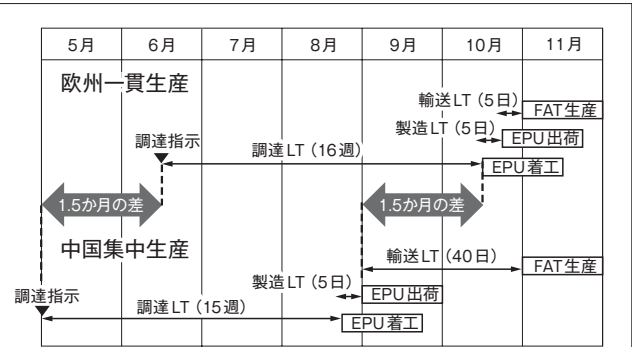 5月 6月 7月 8月 9月 10月 11月
欧州一貫生産
輸送LT(5日)
FAT生産
製造LT(5日)
EPU出荷
調達指示
調達LT(16週)
EPU着工
1.5か月の差
1.5か月の差
中国集中生産
輸送LT(40日)
FAT生産
製造LT(5日)
EPU出荷
調達指示
調達LT(15週)
EPU着工